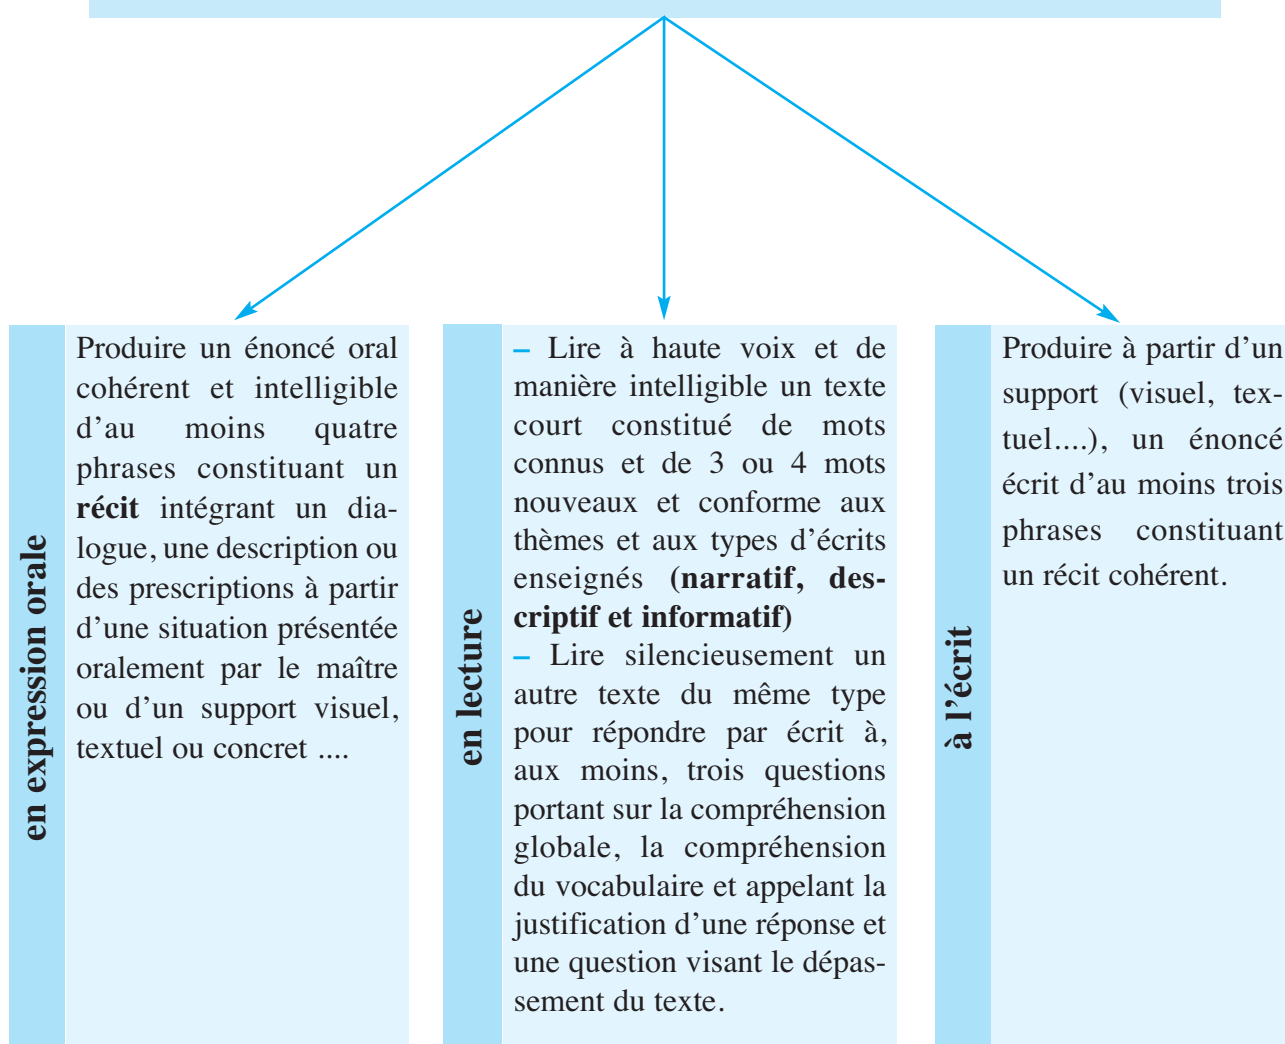 en expression orale
Produire un énoncé oral
cohérent et intelligible
d’au moins quatre
phrases constituant un
récit intégrant un dia-
logue, une description ou
des prescriptions à partir
d’une situation présentée
oralement par le maître
ou d’un support visuel,
textuel ou concret ....
en lecture
– Lire à haute voix et de
manière intelligible un texte
court constitué de mots
connus et de 3 ou 4 mots
nouveaux et conforme aux
thèmes et aux types d’écrits
enseignés (narratif, des-
criptif et informatif)
– Lire silencieusement un
autre texte du même type
pour répondre par écrit à,
aux moins, trois questions
portant sur la compréhension
globale, la compréhension
du vocabulaire et appelant la
justification d’une réponse et
une question visant le dépas-
sement du texte.
à l’écrit
Produire à partir d’un
support (visuel, tex-
tuel....), un énoncé
écrit d’au moins trois
phrases constituant
un récit cohérent.